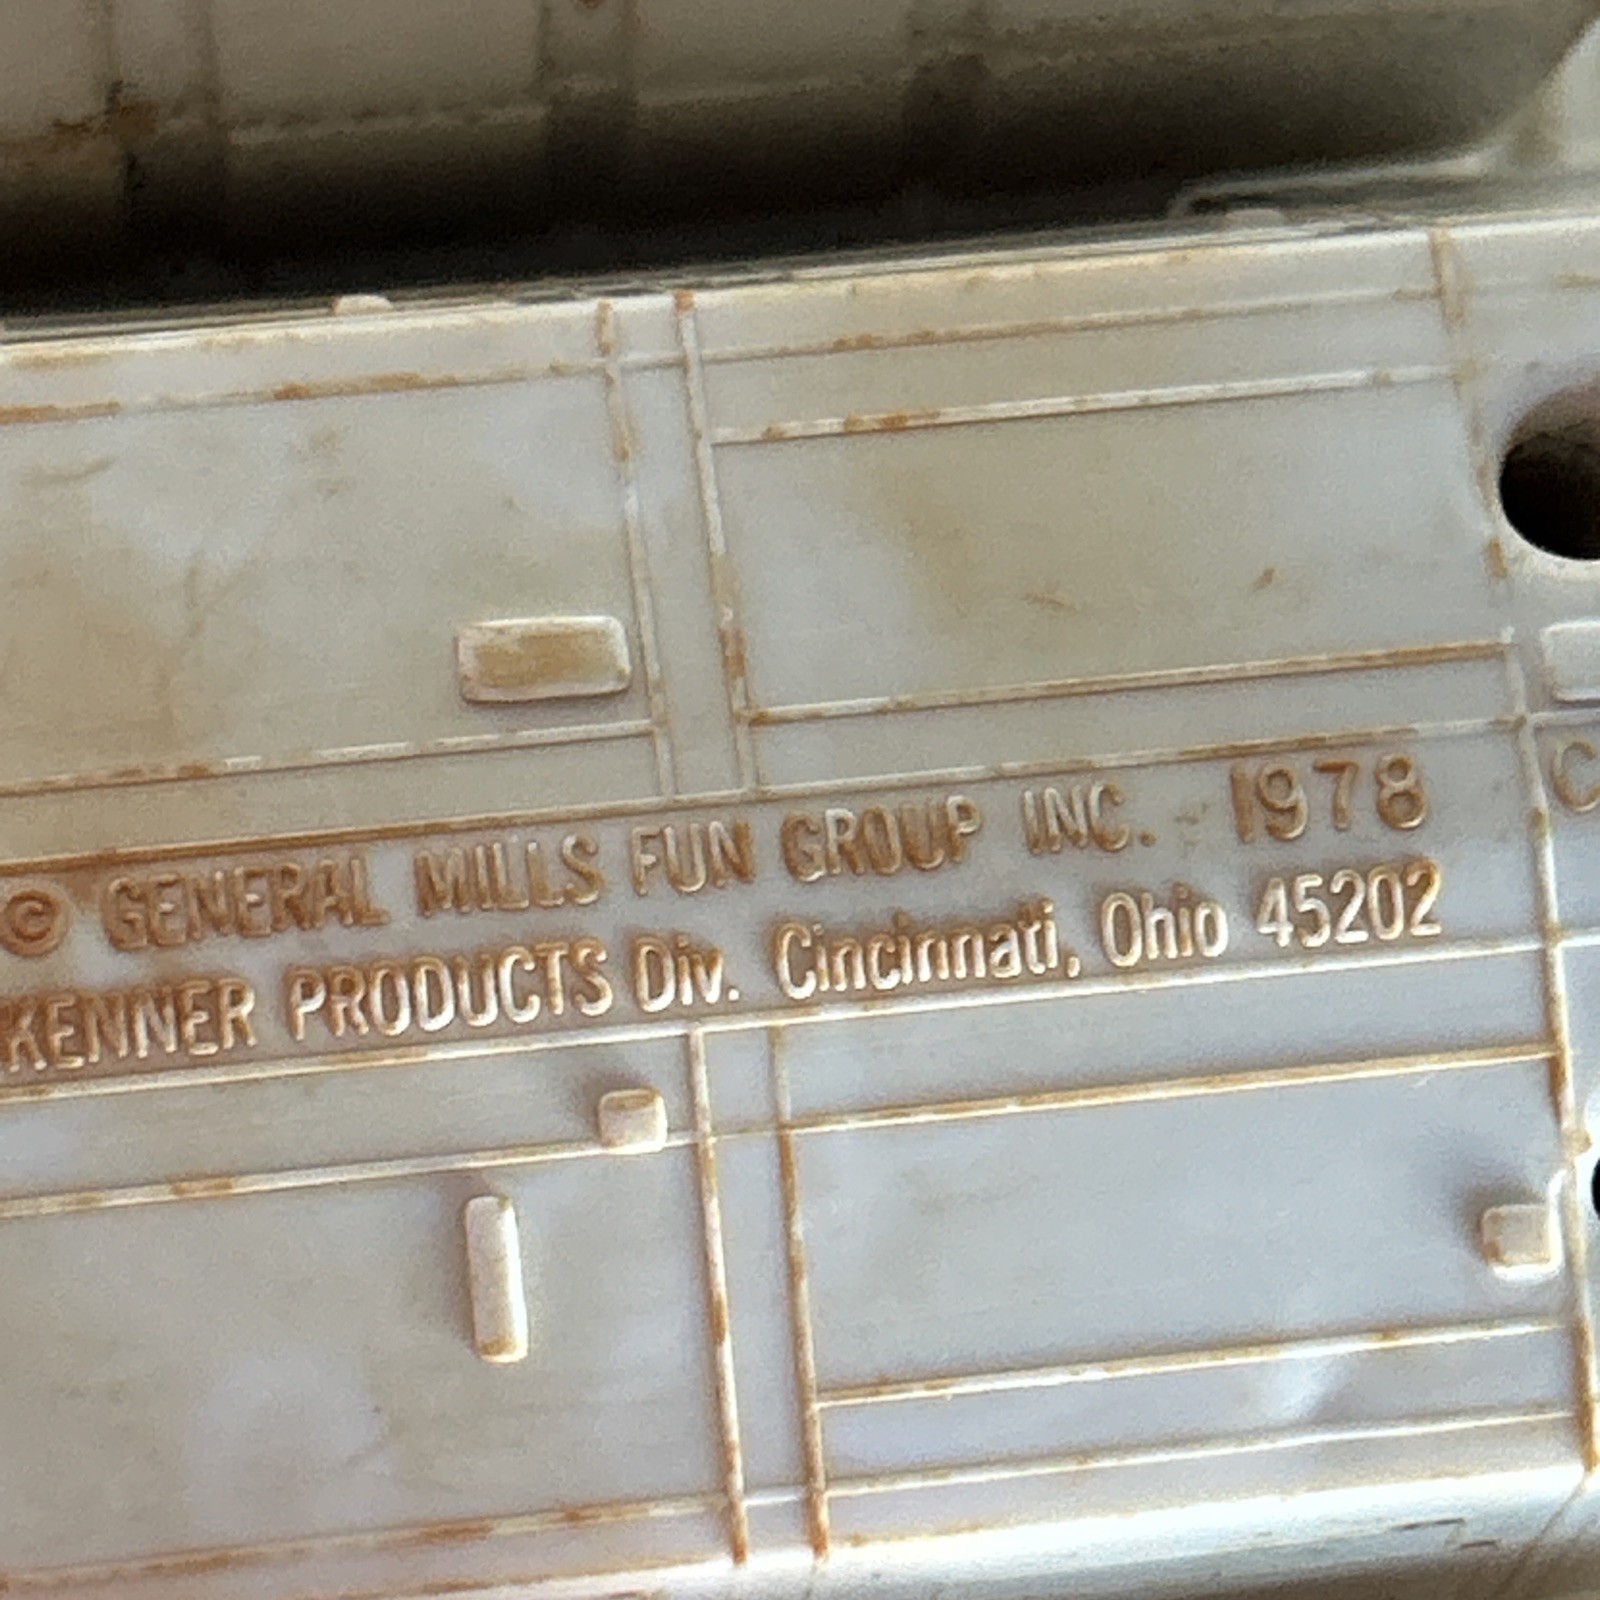 © GENERAL MILLS FUN GROUP INC. 1978
KENNER PRODUCTS Div. Cincinnati, Ohio 45202